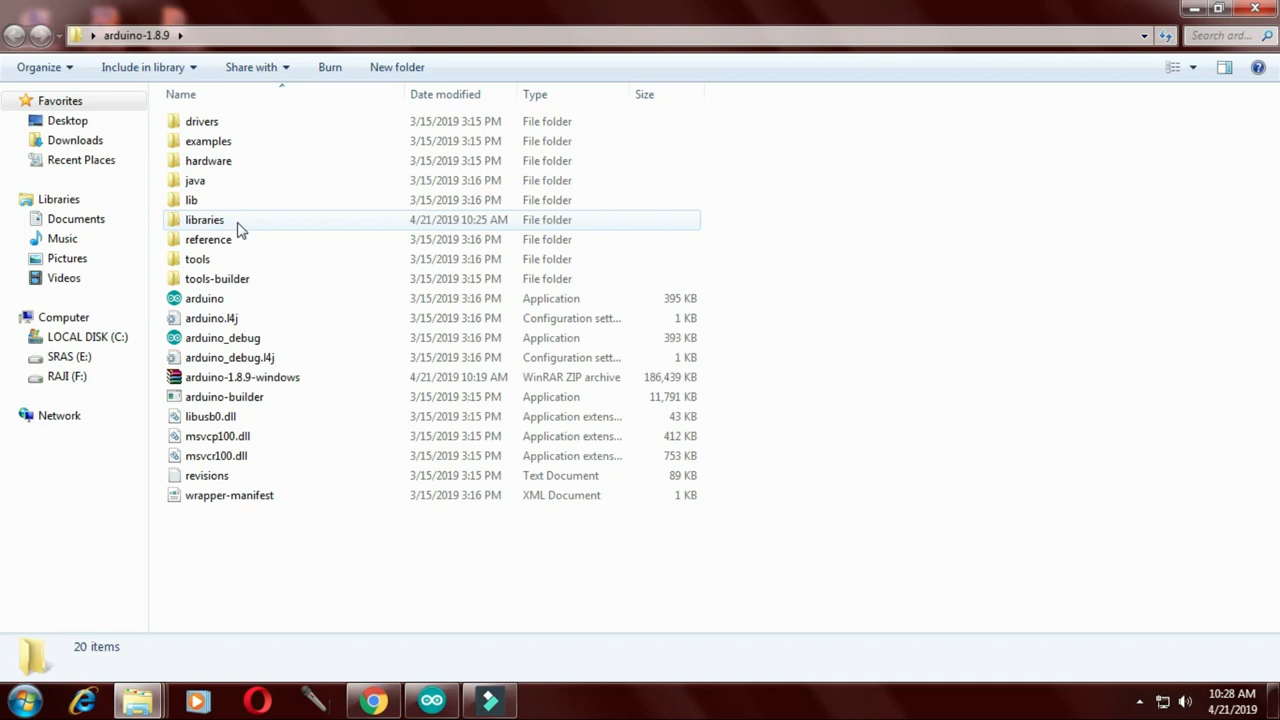 arduino-1.8.9
Search ard...
Organize Include in library Share with Burn New folder
Name Date modified Type Size
Favorites
Desktop
Downloads
Recent Places
Libraries
Documents
Music
Pictures
Videos
Computer
LOCAL DISK (C:)
SRAS (E:)
RAJI (F:)
Network
drivers 3/15/2019 3:15 PM File folder
examples 3/15/2019 3:15 PM File folder
hardware 3/15/2019 3:15 PM File folder
java 3/15/2019 3:16 PM File folder
lib 3/15/2019 3:16 PM File folder
libraries 4/21/2019 10:25 AM File folder
reference 3/15/2019 3:16 PM File folder
tools 3/15/2019 3:16 PM File folder
tools-builder 3/15/2019 3:16 PM File folder
arduino 3/15/2019 3:16 PM Application 395 KB
arduino.l4j 3/15/2019 3:16 PM Configuration sett... 1 KB
arduino_debug 3/15/2019 3:16 PM Application 393 KB
arduino_debug.l4j 3/15/2019 3:16 PM Configuration sett... 1 KB
arduino-1.8.9-windows 4/21/2019 10:19 AM WinRAR ZIP archive 186,439 KB
arduino-builder 3/15/2019 3:16 PM Application 11,791 KB
libusb0.dll 3/15/2019 3:15 PM Application extens... 43 KB
msvcp100.dll 3/15/2019 3:15 PM Application extens... 412 KB
msvcr100.dll 3/15/2019 3:15 PM Application extens... 753 KB
revisions 3/15/2019 3:15 PM Text Document 89 KB
wrapper-manifest 3/15/2019 3:16 PM XML Document 1 KB
20 items
10:28 AM
4/21/2019